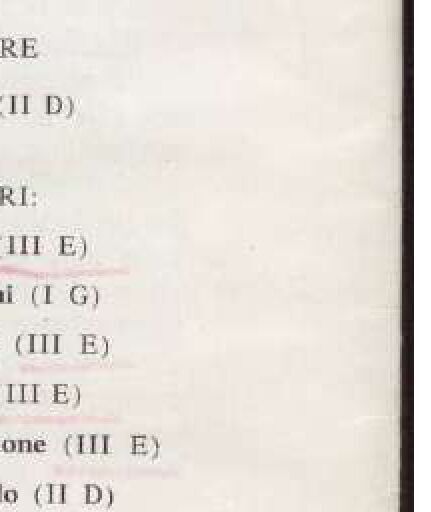 RE
(II D)
RI:
(III E)
ni (I G)
(III E)
III E)
one (III E)
lo (II D)